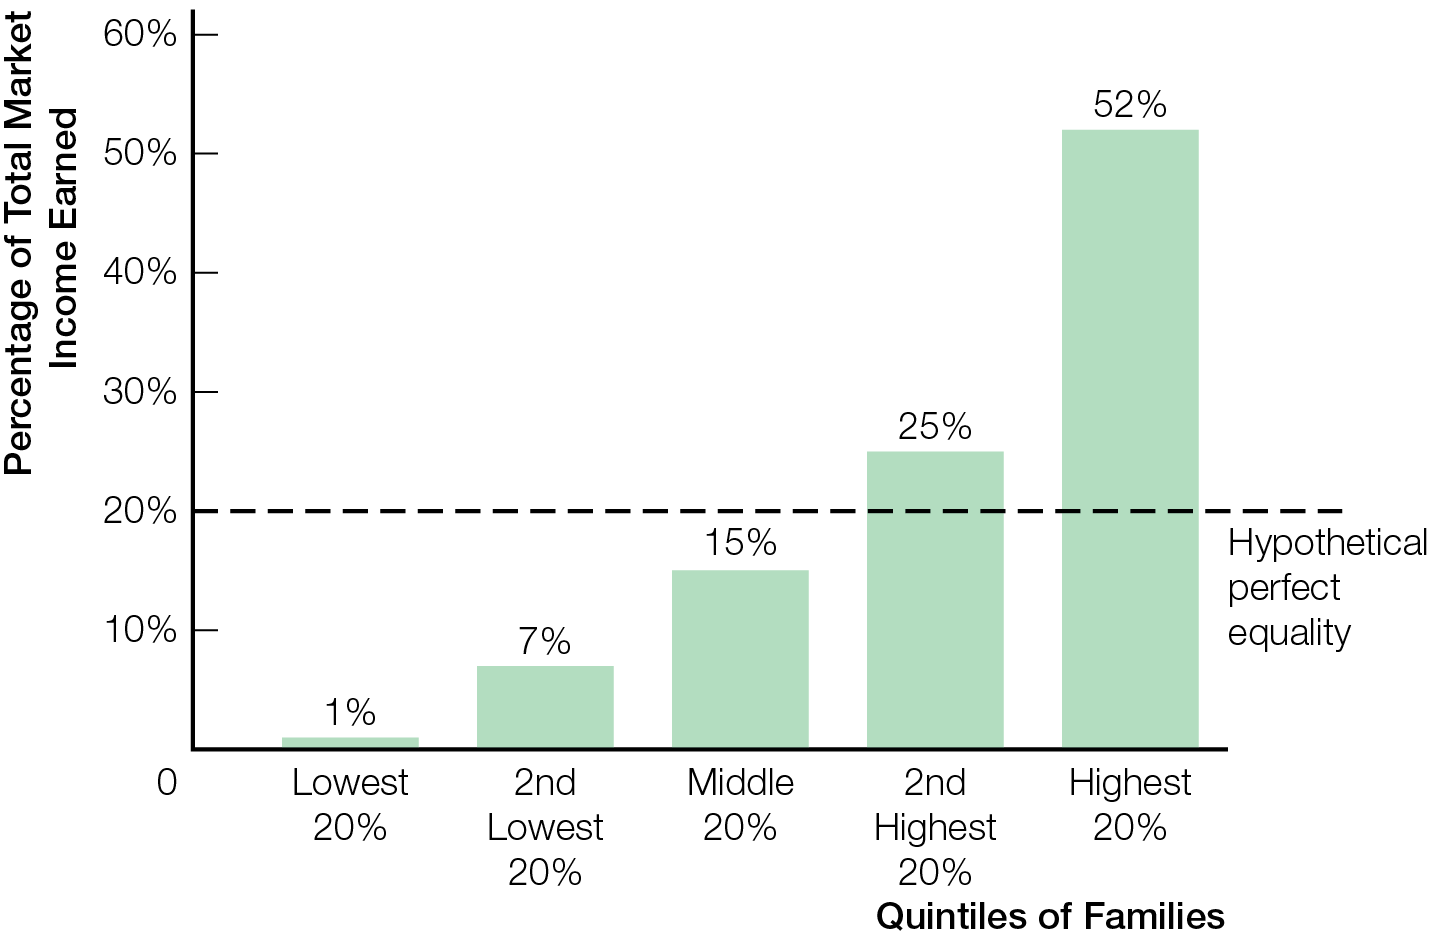 Percentage of Total Market
Income Earned
60%
50%
40%
30%
20%
10%
0
1%
7%
15%
25%
52%
Hypothetical
perfect
equality
Lowest
20%
2nd
Lowest
20%
Middle
20%
2nd
Highest
20%
Highest
20%
Quintiles of Families